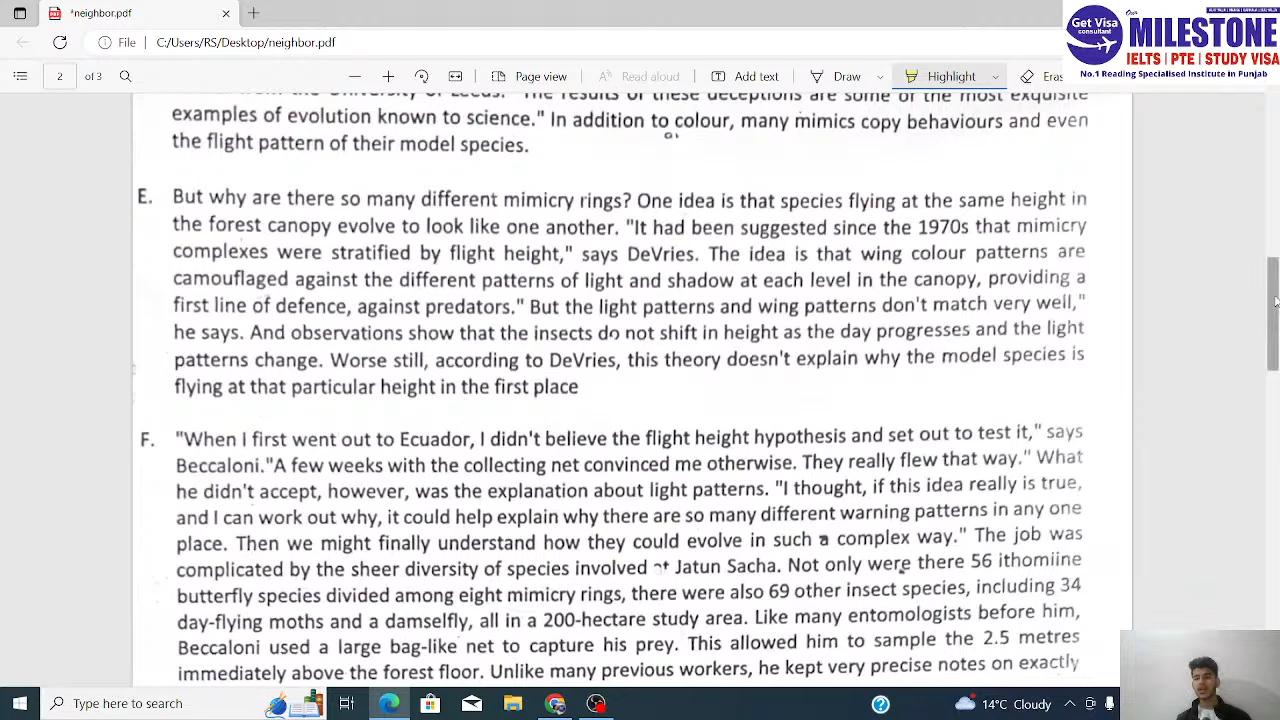 *neighbor.pdf
File
C:/Users/RS/Desktop/neighbor.pdf
Get Visa
consultant
MILESTONE
IELTS | PTE | STUDY VISA
No.1 Reading Specialised Institute in Punjab
2 of 3
Page view
Read aloud
Add text
Draw
Highlight
Eras
from the University of Leeds. "The results of these deceptions are some of the most exquisite
examples of evolution known to science." In addition to colour, many mimics copy behaviours and even
the flight pattern of their model species.
E. But why are there so many different mimicry rings? One idea is that species flying at the same height in
the forest canopy evolve to look like one another. "It had been suggested since the 1970s that mimicry
complexes were stratified by flight height," says DeVries. The idea is that wing colour patterns are
camouflaged against the different patterns of light and shadow at each level in the canopy, providing a
first line of defence, against predators." But the light patterns and wing patterns don't match very well,"
he says. And observations show that the insects do not shift in height as the day progresses and the light
patterns change. Worse still, according to DeVries, this theory doesn't explain why the model species is
flying at that particular height in the first place
F. "When I first went out to Ecuador, I didn't believe the flight height hypothesis and set out to test it," says
Beccaloni."A few weeks with the collecting net convinced me otherwise. They really flew that way." What
he didn't accept, however, was the explanation about light patterns. "I thought, if this idea really is true,
and I can work out why, it could help explain why there are so many different warning patterns in any one
place. Then we might finally understand how they could evolve in such a complex way." The job was
complicated by the sheer diversity of species involved at Jatun Sacha. Not only were there 56 ithomiine
butterfly species divided among eight mimicry rings, there were also 69 other insect species, including 34
day-flying moths and a damselfly, all in a 200-hectare study area. Like many entomologists before him,
Beccaloni used a large bag-like net to capture his prey. This allowed him to sample the 2.5 metres
immediately above the forest floor. Unlike many previous workers, he kept very precise notes on exactly
Type here to search
14°C Cloudy